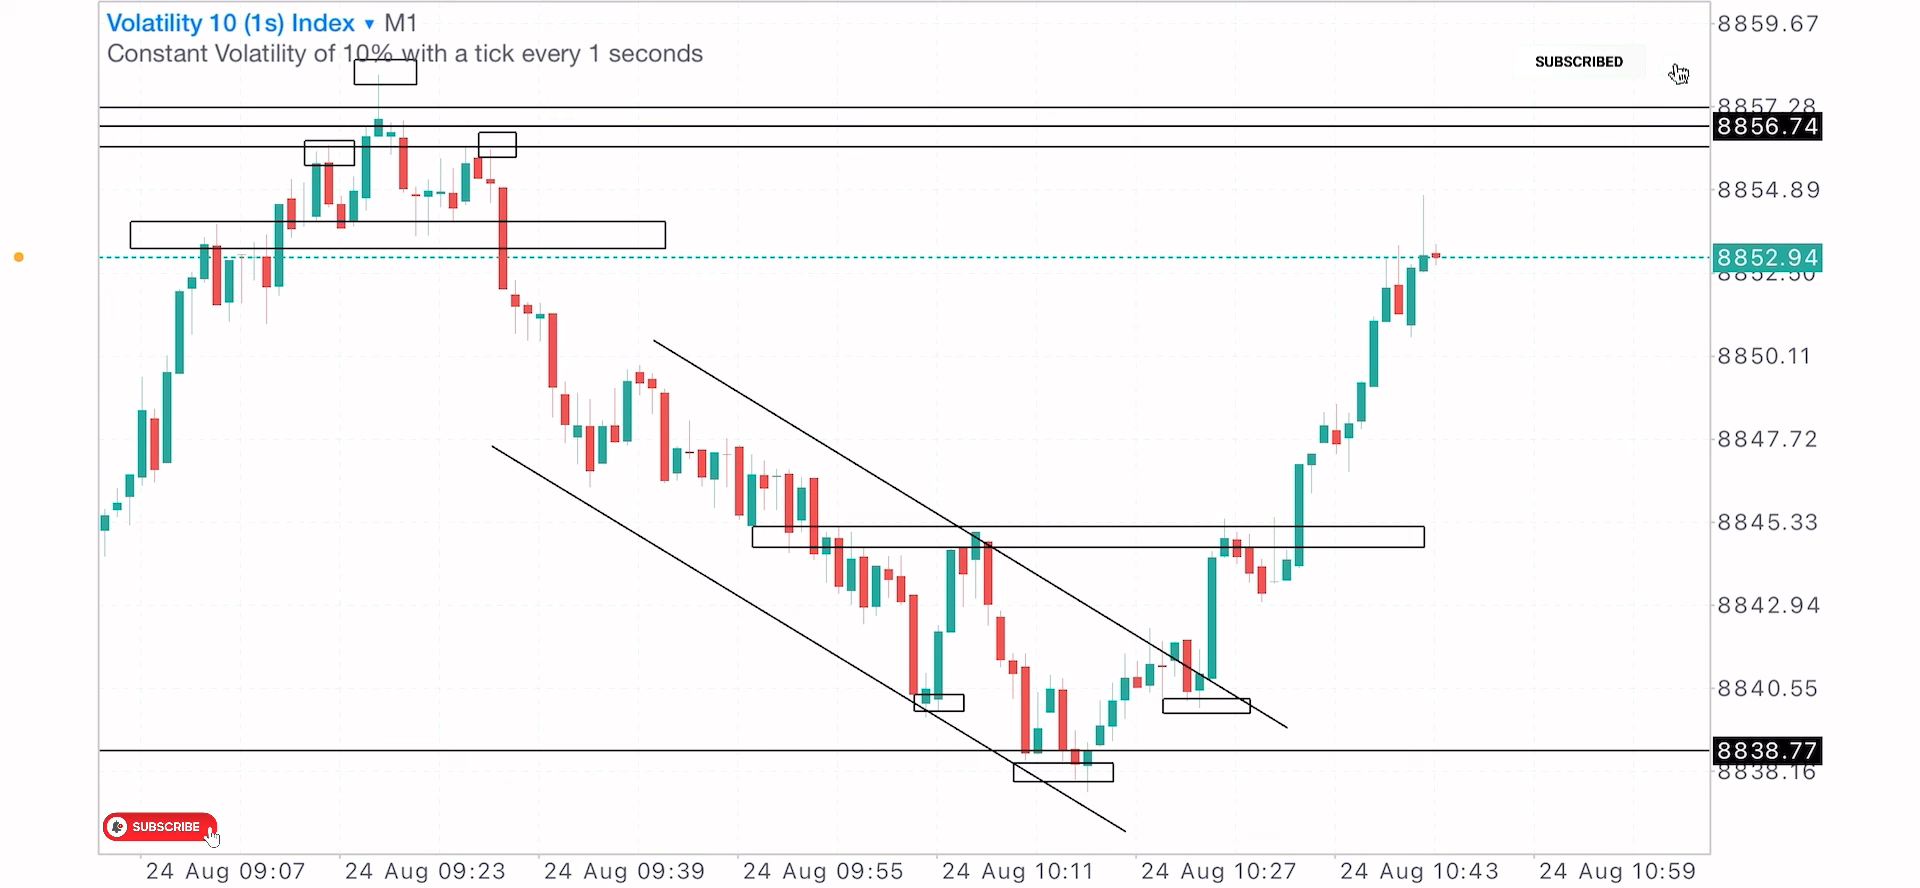 Volatility 10 (1s) Index ▾ M1
Constant Volatility of 10% with a tick every 1 seconds
SUBSCRIBED
8859.67
8857.28
8856.74
8854.89
8852.94
8852.50
8850.11
8847.72
8845.33
8842.94
8840.55
8838.77
8838.16
SUBSCRIBE
24 Aug 09:07
24 Aug 09:23
24 Aug 09:39
24 Aug 09:55
24 Aug 10:11
24 Aug 10:27
24 Aug 10:43
24 Aug 10:59